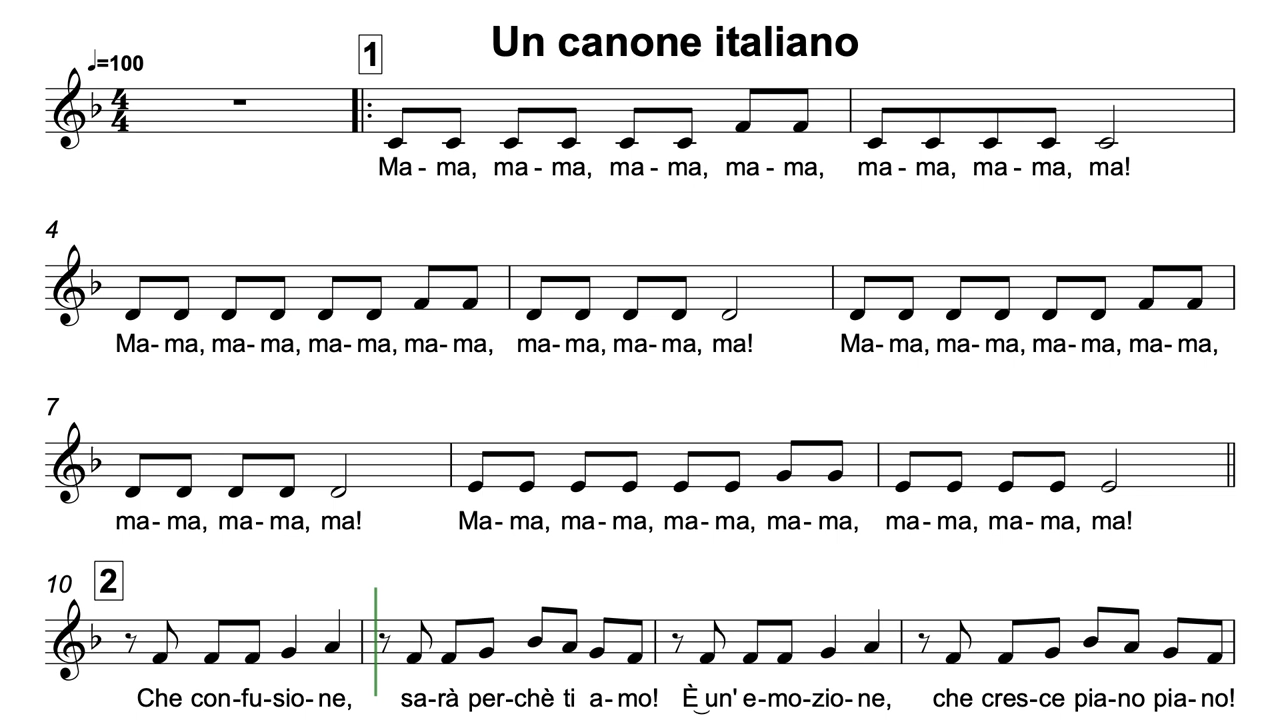 Un canone italiano
♩=100
1
4
4
Ma - ma, ma - ma, ma - ma, ma - ma, ma - ma, ma - ma, ma!
4
Ma- ma, ma- ma, ma- ma, ma- ma, ma- ma, ma- ma, ma! Ma- ma, ma- ma, ma- ma, ma- ma,
7
ma- ma, ma- ma, ma! Ma- ma, ma- ma, ma- ma, ma- ma, ma- ma, ma- ma, ma!
10 2
Che con-fu-sio-ne, sa-rà per-chè ti a-mo! È‿un' e-mo-zio-ne, che cres-ce pia-no pia-no!